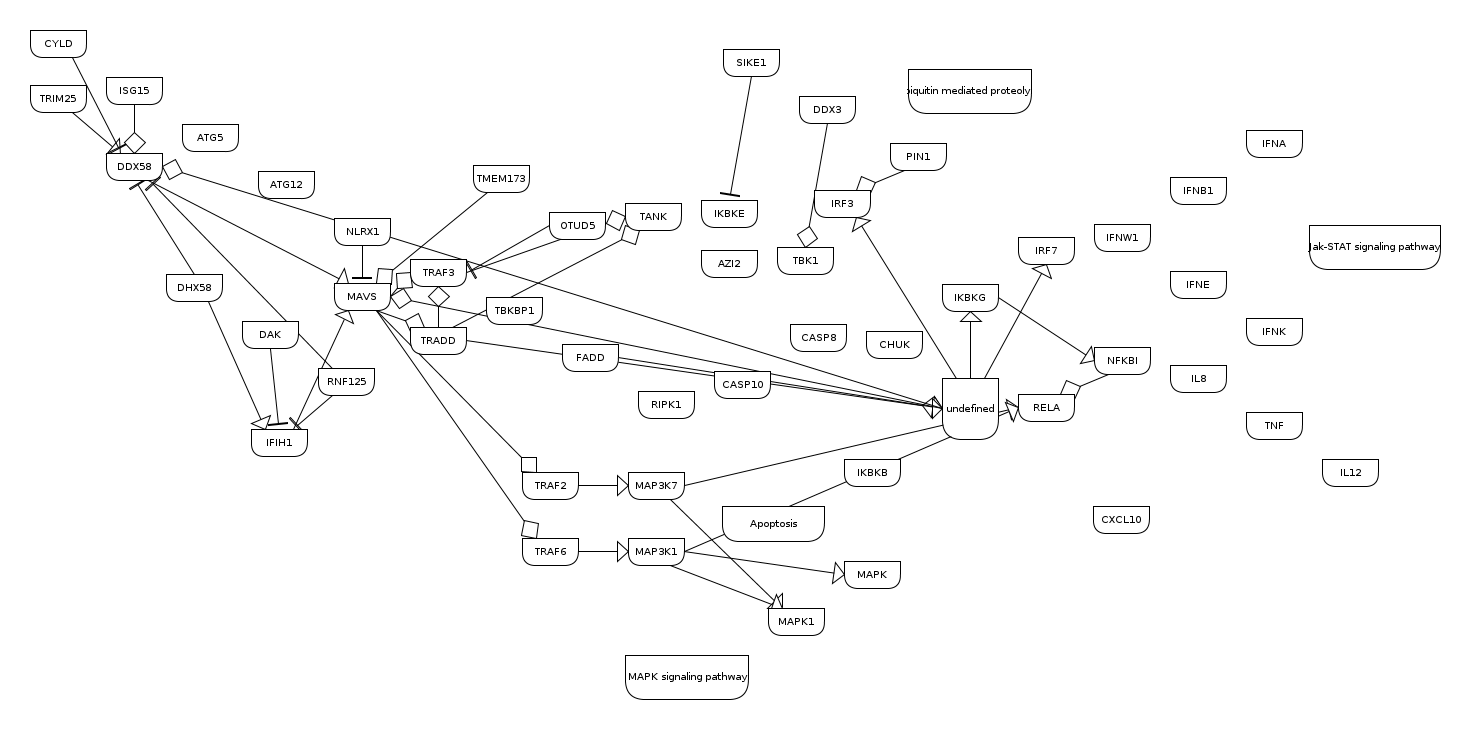 CYLD
SIKE1
TRIM25
ISG15
biquitin mediated proteoly
DDX3
ATG5
IFNA
PIN1
DDX58
TMEM173
ATG12
IFNB1
IRF3
IKBKE
TANK
OTUD5
NLRX1
IFNW1
Jak-STAT signaling pathway
IRF7
TBK1
AZI2
TRAF3
DHX58
IFNE
MAVS
IKBKG
TBKBP1
IFNK
DAK
CASP8
TRADD
CHUK
FADD
NFKBI
IL8
RNF125
CASP10
RIPK1
RELA
undefined
TNF
IFIH1
IKBKB
IL12
TRAF2
MAP3K7
CXCL10
Apoptosis
TRAF6
MAP3K1
MAPK
MAPK1
MAPK signaling pathway